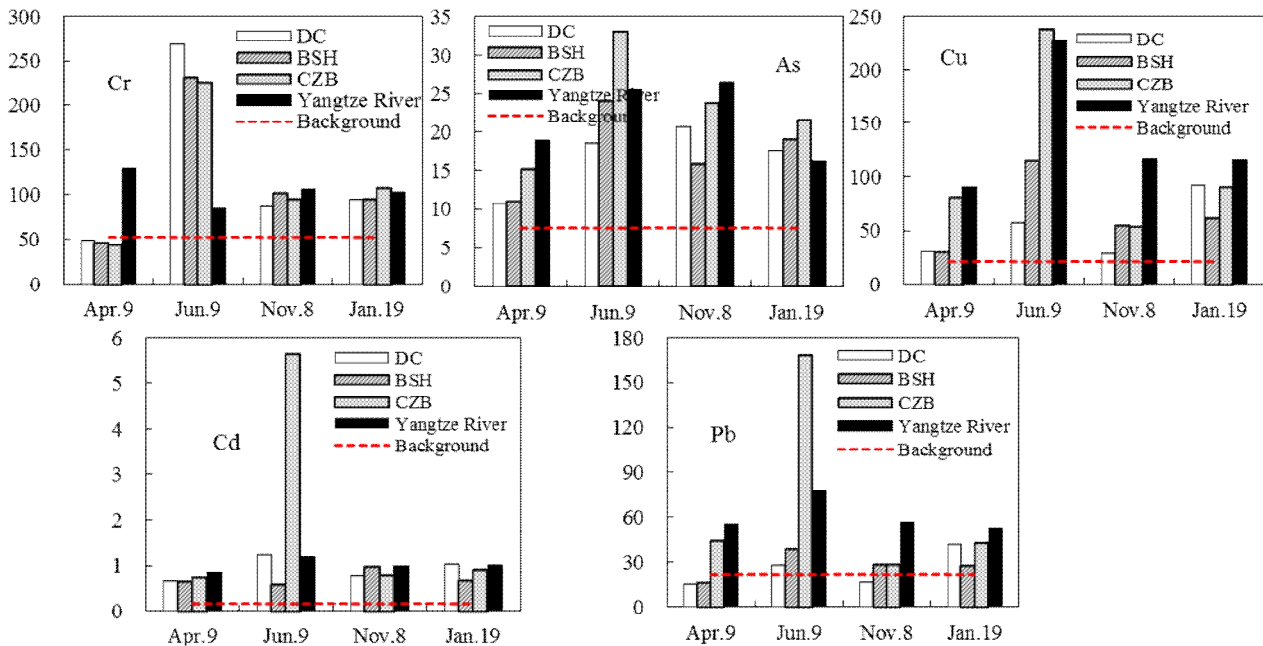 300
250
200
150
100
50
0
Cr
DC
BSH
CZB
Yangtze River
Background
Apr.9 Jun.9 Nov.8 Jan.19
35
30
25
20
15
10
5
0
As
DC
BSH
CZB
Yangtze River
Background
Apr.9 Jun.9 Nov.8 Jan.19
250
200
150
100
50
0
Cu
DC
BSH
CZB
Yangtze River
Background
Apr.9 Jun.9 Nov.8 Jan.19
6
5
4
3
2
1
0
Cd
DC
BSH
CZB
Yangtze River
Background
Apr.9 Jun.9 Nov.8 Jan.19
180
150
120
90
60
30
0
Pb
DC
BSH
CZB
Yangtze River
Background
Apr.9 Jun.9 Nov.8 Jan.19